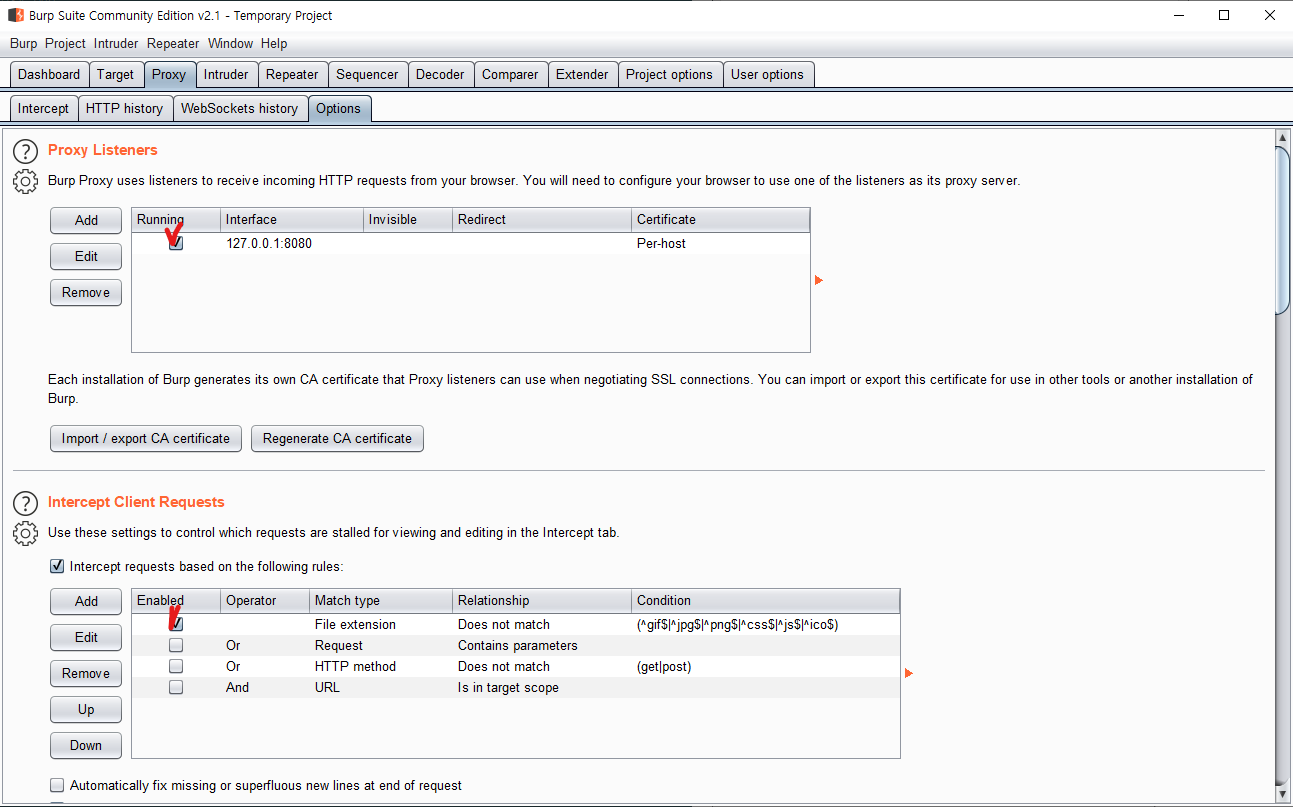 Burp Suite Community Edition v2.1 - Temporary Project
Burp Project Intruder Repeater Window Help
Dashboard Target Proxy Intruder Repeater Sequencer Decoder Comparer Extender Project options User options
Intercept HTTP history WebSockets history Options
? Proxy Listeners
Burp Proxy uses listeners to receive incoming HTTP requests from your browser. You will need to configure your browser to use one of the listeners as its proxy server.
Add
Edit
Remove
Running Interface Invisible Redirect Certificate
127.0.0.1:8080 Per-host
Each installation of Burp generates its own CA certificate that Proxy listeners can use when negotiating SSL connections. You can import or export this certificate for use in other tools or another installation of
Burp.
Import / export CA certificate Regenerate CA certificate
? Intercept Client Requests
Use these settings to control which requests are stalled for viewing and editing in the Intercept tab.
Intercept requests based on the following rules:
Add
Edit
Remove
Up
Down
Enabled Operator Match type Relationship Condition
File extension Does not match (^gif$|^jpg$|^png$|^css$|^js$|^ico$)
Or Request Contains parameters
Or HTTP method Does not match (get|post)
And URL Is in target scope
Automatically fix missing or superfluous new lines at end of request